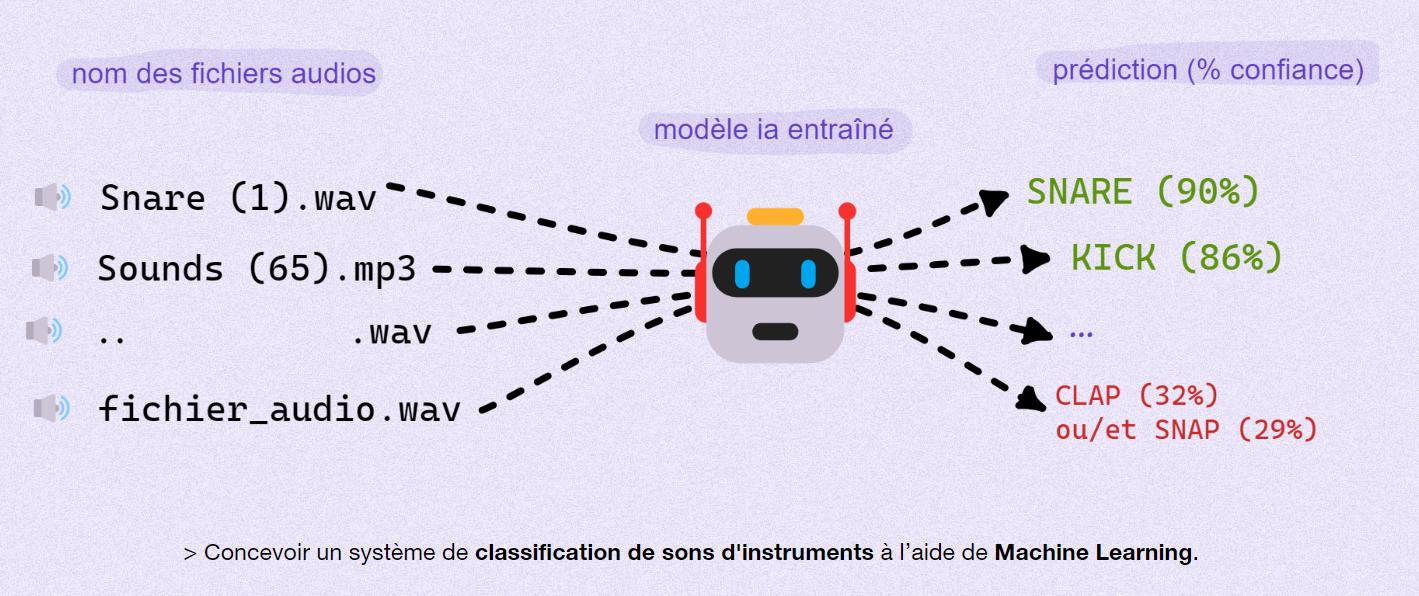 nom des fichiers audios
prédiction (% confiance)
modèle ia entraîné
Snare (1).wav
SNARE (90%)
Sounds (65).mp3
KICK (86%)
.. .wav
...
fichier_audio.wav
CLAP (32%)
ou/et SNAP (29%)
> Concevoir un système de classification de sons d'instruments à l’aide de Machine Learning.